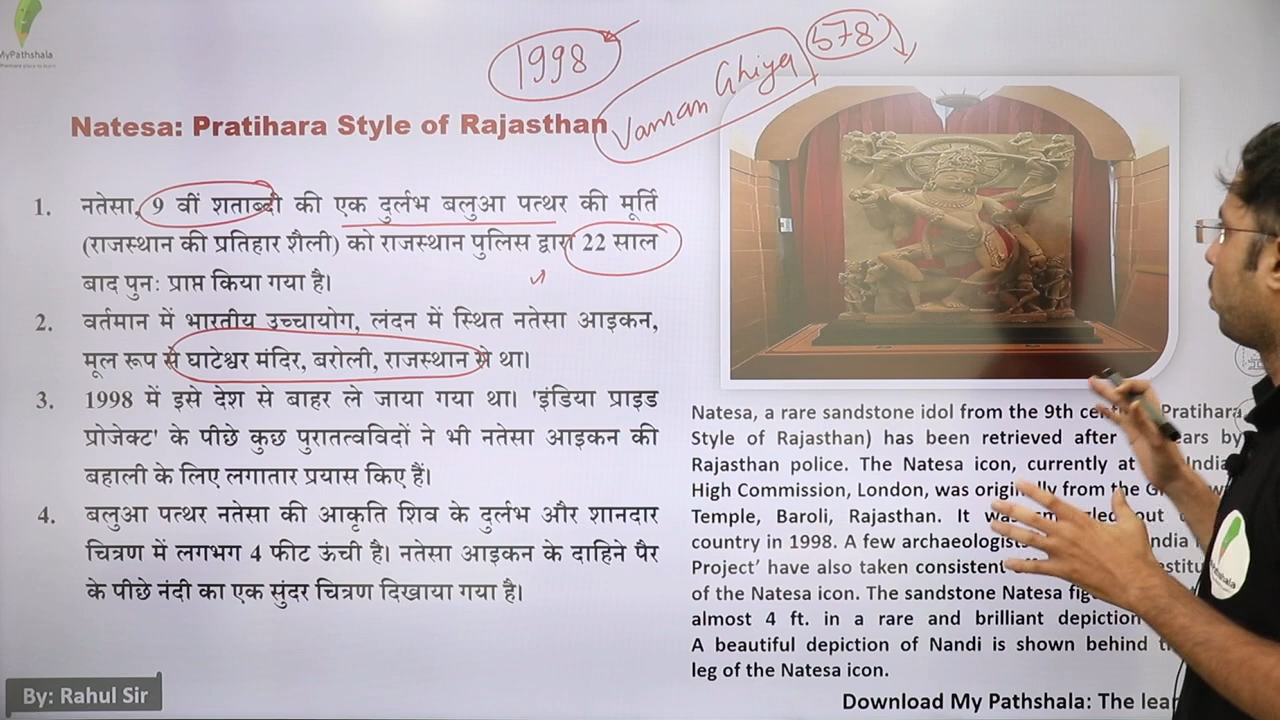 MyPathshala
1998
Vaman Ghiya
578
Natesa: Pratihara Style of Rajasthan
1. नतेसा, 9 वीं शताब्दी की एक दुर्लभ बलुआ पत्थर की मूर्ति
(राजस्थान की प्रतिहार शैली) को राजस्थान पुलिस द्वारा 22 साल
बाद पुनः प्राप्त किया गया है।
2. वर्तमान में भारतीय उच्चायोग, लंदन में स्थित नतेसा आइकन,
मूल रूप से घाटेश्वर मंदिर, बरोली, राजस्थान से था।
3. 1998 में इसे देश से बाहर ले जाया गया था। 'इंडिया प्राइड
प्रोजेक्ट' के पीछे कुछ पुरातत्वविदों ने भी नतेसा आइकन की
बहाली के लिए लगातार प्रयास किए हैं।
4. बलुआ पत्थर नतेसा की आकृति शिव के दुर्लभ और शानदार
चित्रण में लगभग 4 फीट ऊंची है। नतेसा आइकन के दाहिने पैर
के पीछे नंदी का एक सुंदर चित्रण दिखाया गया है।
Natesa, a rare sandstone idol from the 9th Pratihara
Style of Rajasthan) has been retrieved after by
Rajasthan police. The Natesa icon, currently at
High Commission, London, was originally from the
Temple, Baroli, Rajasthan. It out
country in 1998. A few archaeologists
Project' have also taken consistent
of the Natesa icon. The sandstone Natesa
almost 4 ft. in a rare and brilliant depiction
A beautiful depiction of Nandi is shown behind
leg of the Natesa icon.
By: Rahul Sir
Download My Pathshala: The